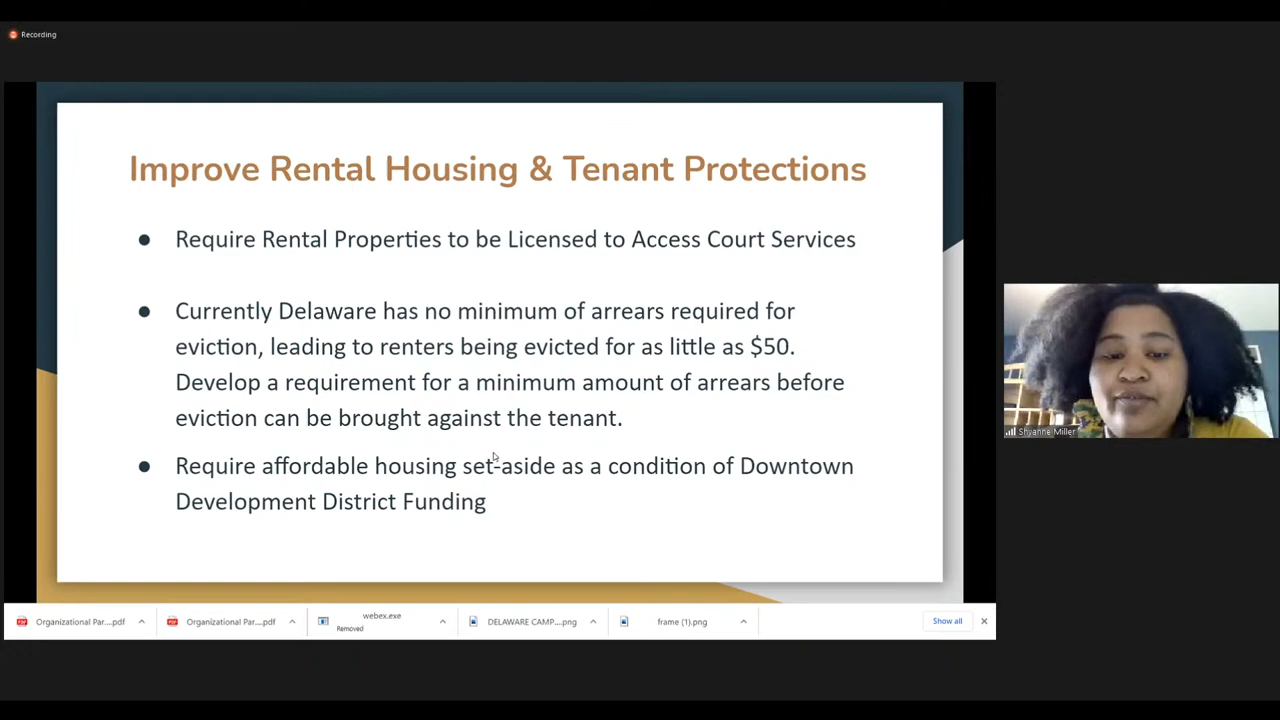 Recording
Improve Rental Housing & Tenant Protections
● Require Rental Properties to be Licensed to Access Court Services
● Currently Delaware has no minimum of arrears required for
eviction, leading to renters being evicted for as little as $50.
Develop a requirement for a minimum amount of arrears before
eviction can be brought against the tenant.
● Require affordable housing set-aside as a condition of Downtown
Development District Funding
Shyanne Miller
Organizational Par....pdf
Organizational Par....pdf
webex.exe
Removed
DELAWARE CAMP....png
frame (1).png
Show all